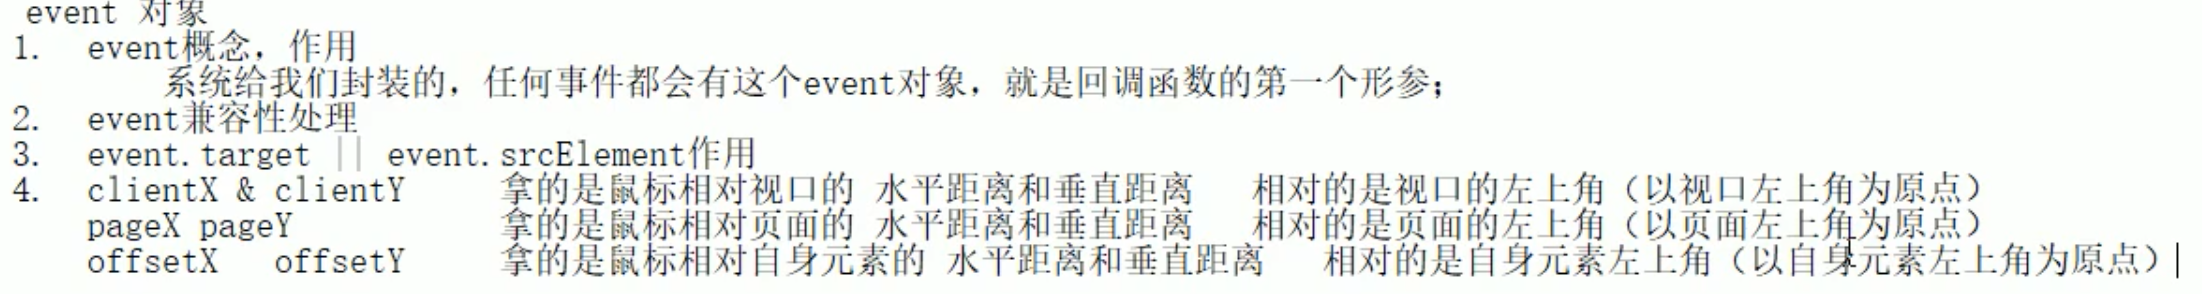 event 对象
1. event概念，作用
系统给我们封装的，任何事件都会有这个event对象，就是回调函数的第一个形参；
2. event兼容性处理
3. event.target || event.srcElement作用
4. clientX & clientY 拿的是鼠标相对视口的 水平距离和垂直距离 相对的是视口的左上角（以视口左上角为原点）
pageX pageY 拿的是鼠标相对页面的 水平距离和垂直距离 相对的是页面的左上角（以页面左上角为原点）
offsetX offsetY 拿的是鼠标相对自身元素的 水平距离和垂直距离 相对的是自身元素左上角（以自身元素左上角为原点）